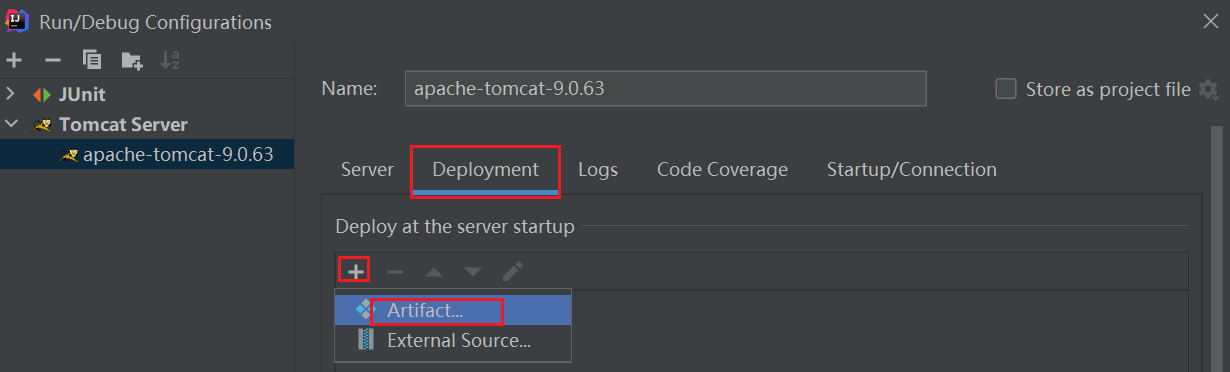 Run/Debug Configurations
Name: apache-tomcat-9.0.63 Store as project file
JUnit
Tomcat Server
apache-tomcat-9.0.63
Server Deployment Logs Code Coverage Startup/Connection
Deploy at the server startup
Artifact...
External Source...